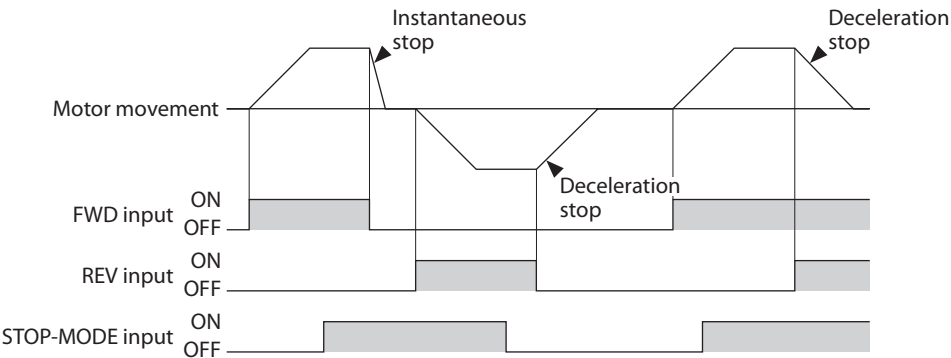 Instantaneous
stop
Deceleration
stop
Motor movement
Deceleration
stop
FWD input
ON
OFF
REV input
ON
OFF
STOP-MODE input
ON
OFF